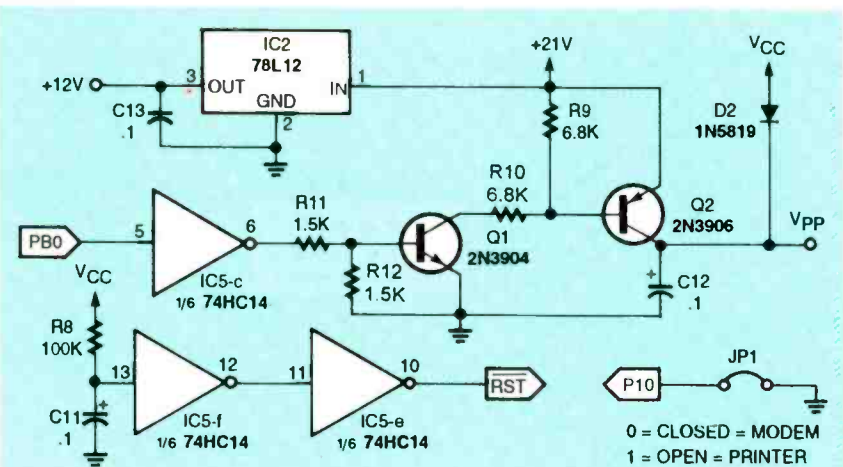 IC2
78L12
+21V
VCC
+12V
3
OUT
IN
1
GND
2
C13
.1
R9
6.8K
D2
1N5819
R10
6.8K
R11
1.5K
PB0
5
6
Q1
2N3904
Q2
2N3906
VPP
IC5-c
1/6 74HC14
R12
1.5K
C12
+
.1
VCC
R8
100K
13
12
11
10
RST
P10
JP1
C11
+
.1
IC5-f
1/6 74HC14
IC5-e
1/6 74HC14
0 = CLOSED = MODEM
1 = OPEN = PRINTER